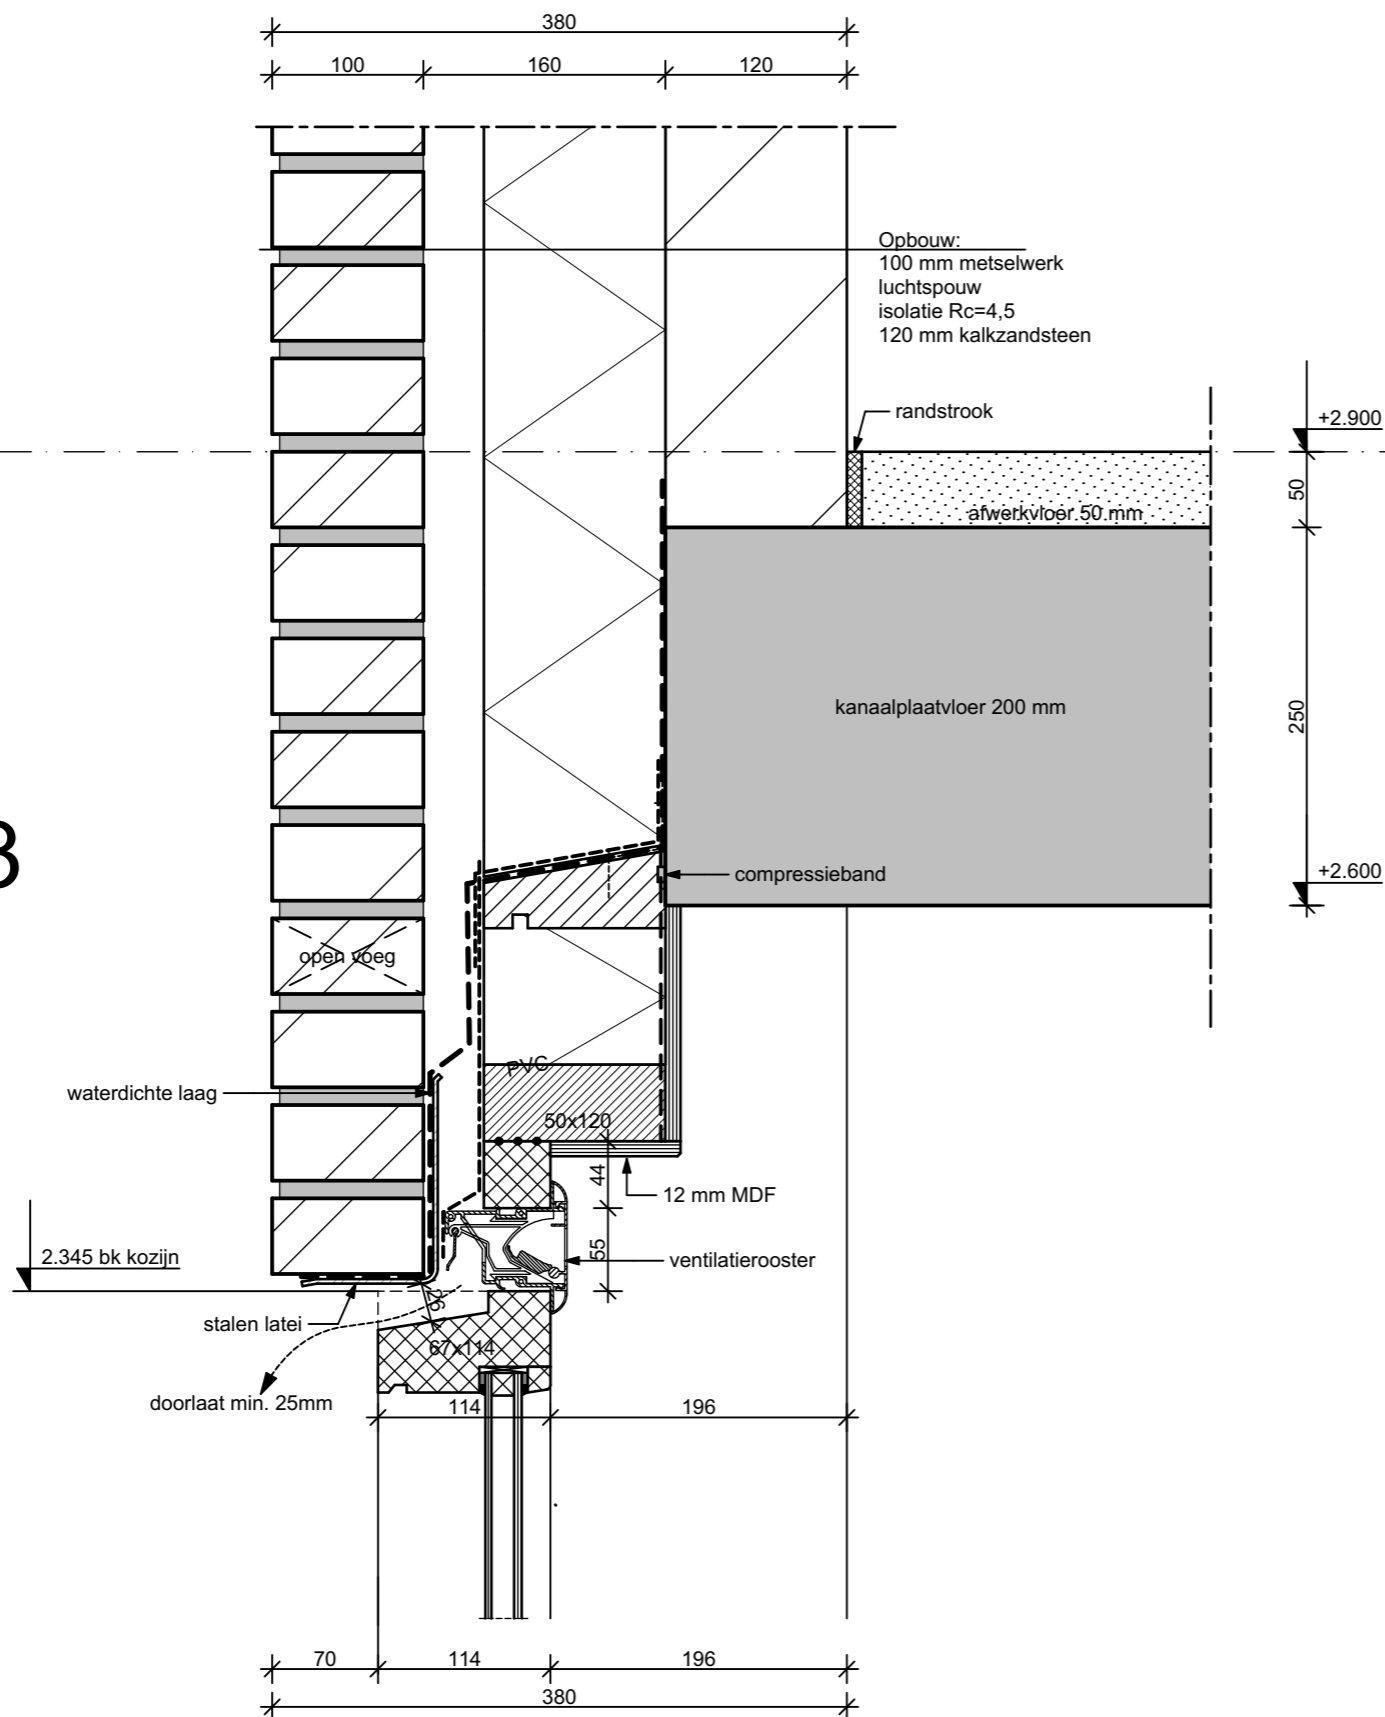 380
100
160
120
Opbouw:
100 mm metselwerk
luchtspouw
isolatie Rc=4,5
120 mm kalkzandsteen
randstrook
+2.900
50
afwerkvloer 50 mm
kanaalplaatvloer 200 mm
250
3
compressieband
+2.600
open voeg
PVC
waterdichte laag
50x120
44
12 mm MDF
2.345 bk kozijn
55
ventilatierooster
26
stalen latei
67x114
doorlaat min. 25mm
114
196
70
114
196
380